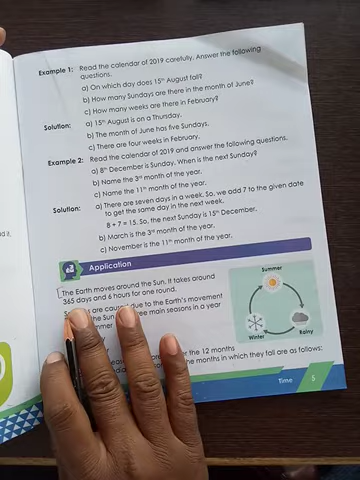 Example 1: Read the calendar of 2019 carefully. Answer the following
questions.
a) On which day does 15th August fall?
b) How many Sundays are there in the month of June?
c) How many weeks are there in February?
Solution: a) 15th August is on a Thursday.
b) The month of June has five Sundays.
c) There are four weeks in February.
Example 2: Read the calendar of 2019 and answer the following questions.
a) 8th December is Sunday. When is the next Sunday?
b) Name the 3rd month of the year.
c) Name the 11th month of the year.
Solution: a) There are seven days in a week. So, we add 7 to the given date
to get the same day in the next week.
8 + 7 = 15. So, the next Sunday is 15th December.
b) March is the 3rd month of the year.
c) November is the 11th month of the year.
Application
The Earth moves around the Sun. It takes around
365 days and 6 hours for one round.
are caused due to the Earth's movement
the Sun. main seasons in a year
Summer
Rainy
Winter
the 12 months
the months in which they fall are as follows:
Time 5